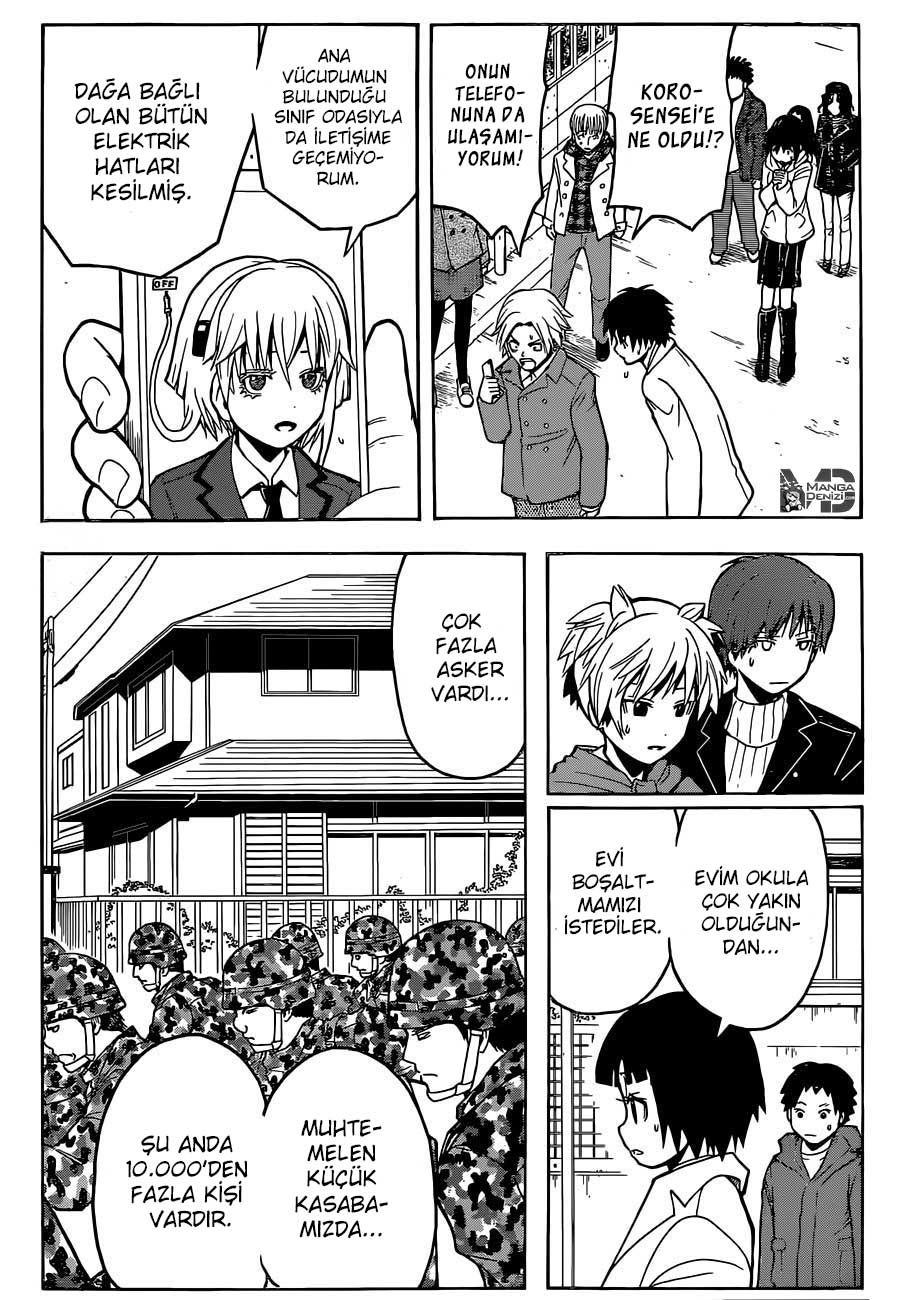 KORO-
SENSEI'E
NE OLDU!?
ONUN
TELEFO-
NUNA DA
ULAŞAMI-
YORUM!
ANA
VÜCUDUMUN
BULUNDUĞU
SINIF ODASIYLA
DA İLETİŞİME
GEÇEMİYO-
RUM.
DAĞA BAĞLI
OLAN BÜTÜN
ELEKTRİK
HATLARI
KESİLMİŞ.
OFF
MANGA
DENIZI.com
EVİM OKULA
ÇOK YAKIN
OLDUĞUN-
DAN...
EVİ
BOŞALT-
MAMIZI
İSTEDİLER.
ÇOK
FAZLA
ASKER
VARDI...
MUHTE-
MELEN
KÜÇÜK
KASABA-
MIZDA...
ŞU ANDA
10.000'DEN
FAZLA KİŞİ
VARDIR.